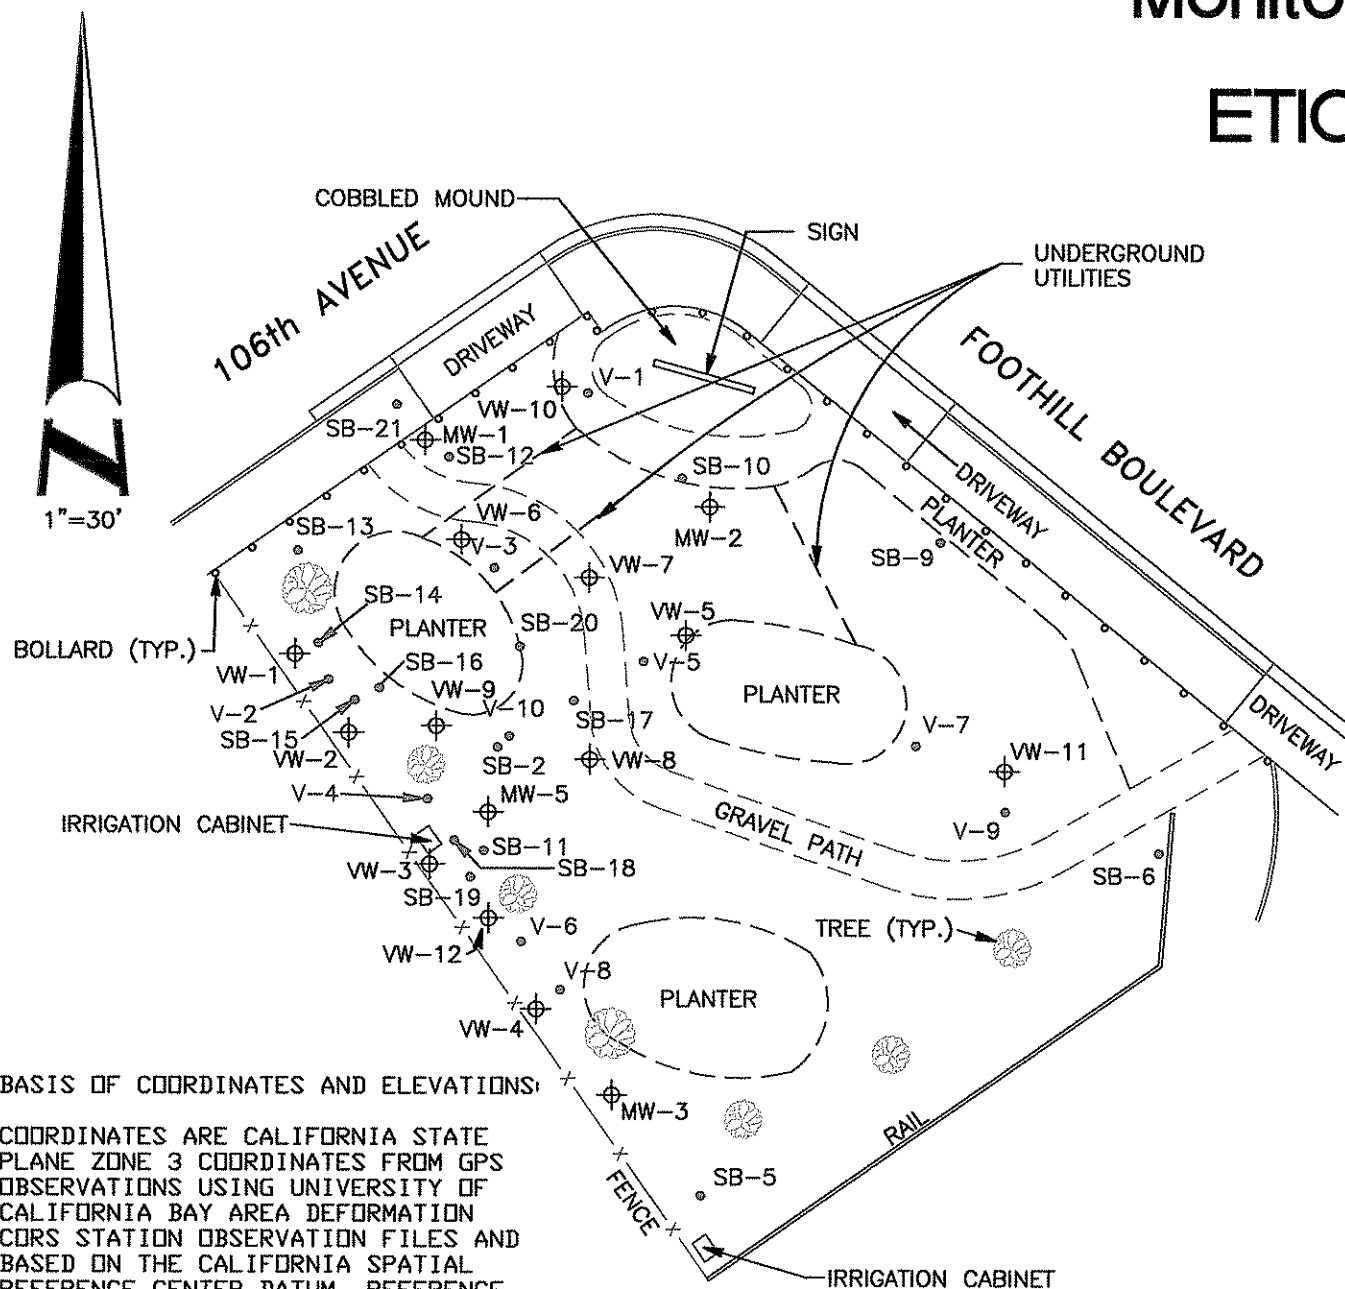 Monito
ETIC
COBBLED MOUND
SIGN
UNDERGROUND
UTILITIES
106th AVENUE
DRIVEWAY
FOOTHILL BOULEVARD
V-1
VW-10
SB-21
MW-1
SB-12
SB-10
DRIVEWAY
PLANTER
1"=30'
SB-13
VW-6
V-3
MW-2
SB-9
VW-7
SB-14
BOLLARD (TYP.)
PLANTER
SB-20
VW-5
VW-1
SB-16
V-5
V-2
VW-9
V-10
PLANTER
SB-15
SB-17
V-7
DRIVEWAY
VW-2
SB-2
VW-8
VW-11
V-4
MW-5
IRRIGATION CABINET
GRAVEL PATH
V-9
SB-11
VW-3
SB-18
SB-6
SB-19
V-6
TREE (TYP.)
VW-12
V-8
PLANTER
VW-4
BASIS OF COORDINATES AND ELEVATIONS:
MW-3
RAIL
COORDINATES ARE CALIFORNIA STATE
PLANE ZONE 3 COORDINATES FROM GPS
OBSERVATIONS USING UNIVERSITY OF
CALIFORNIA BAY AREA DEFORMATION
CORS STATION OBSERVATION FILES AND
BASED ON THE CALIFORNIA SPATIAL
REFERENCE CENTER DATUM, REFERENCE
SB-5
FENCE
IRRIGATION CABINET